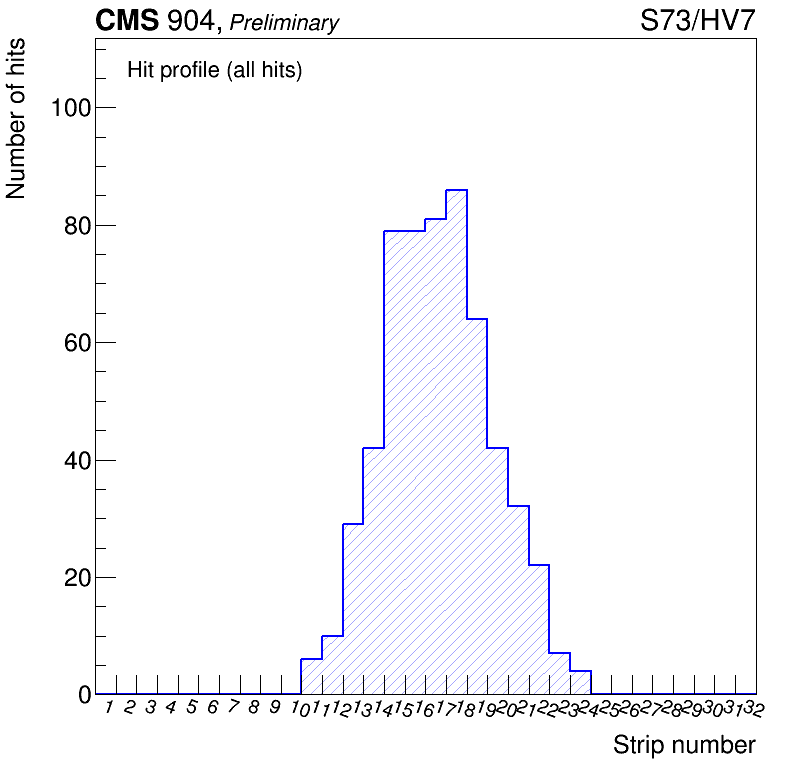 CMS 904, Preliminary
S73/HV7
Number of hits
Hit profile (all hits)
100
80
60
40
20
0
1 2 3 4 5 6 7 8 9 10 11 12 13 14 15 16 17 18 19 20 21 22 23 24 25 26 27 28 29 30 31 32
Strip number